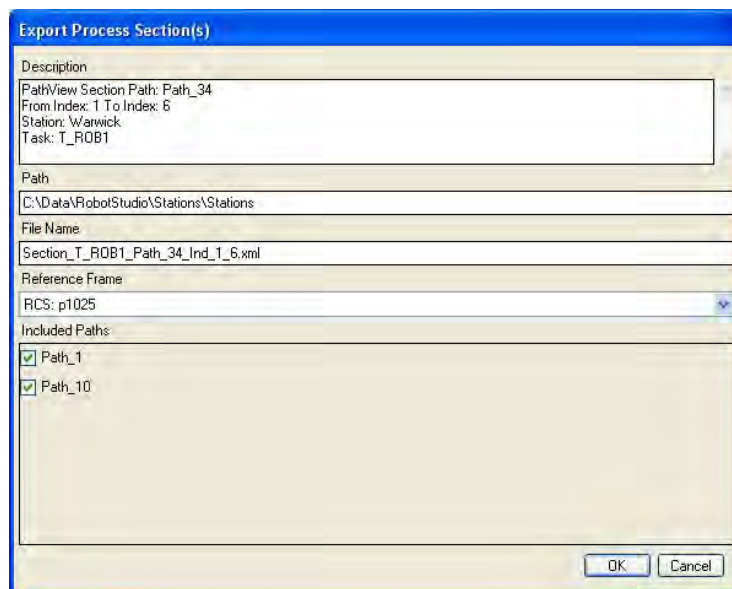 Export Process Section(s)
Description
PathView Section Path: Path_34
From Index: 1 To Index: 6
Station: Warwick
Task: T_ROB1
Path
C:\Data\RobotStudio\Stations\Stations
File Name
Section_T_ROB1_Path_34_Ind_1_6.xml
Reference Frame
RCS: p1025
Included Paths
Path_1
Path_10
OK Cancel